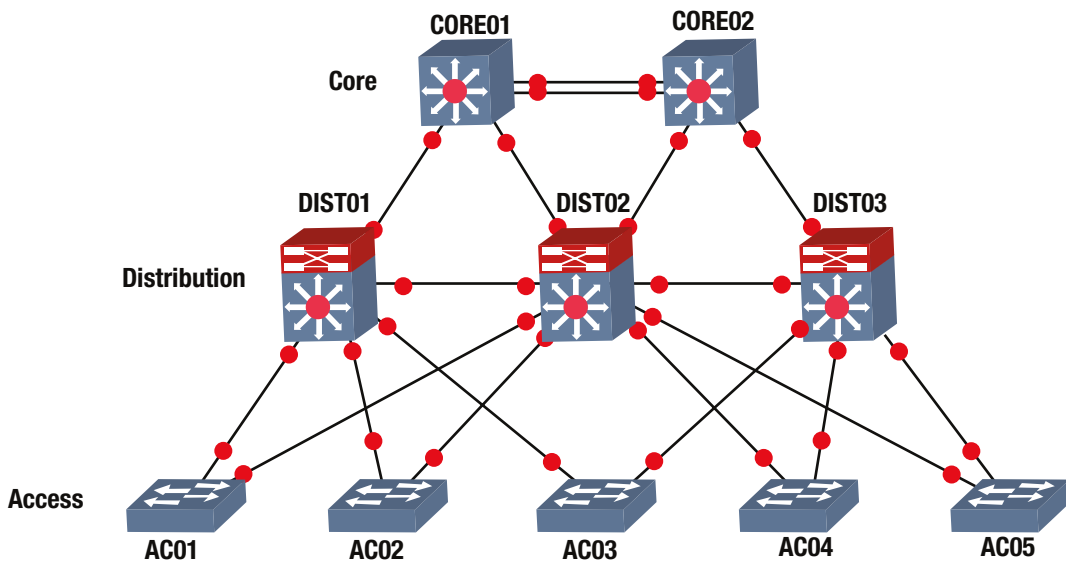 CORE01
CORE02
Core
DIST01
DIST02
DIST03
Distribution
Access
AC01
AC02
AC03
AC04
AC05